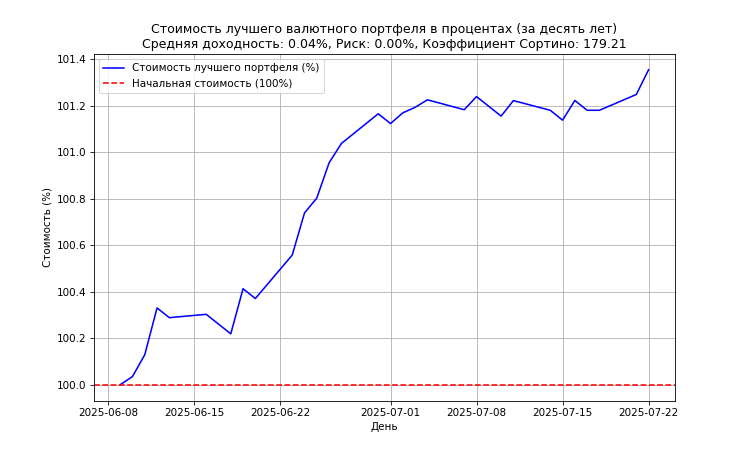 Стоимость лучшего валютного портфеля в процентах (за десять лет)
Средняя доходность: 0.04%, Риск: 0.00%, Коэффициент Сортино: 179.21
Стоимость лучшего портфеля (%)
Начальная стоимость (100%)
Стоимость (%)
101.4
101.2
101.0
100.8
100.6
100.4
100.2
100.0
2025-06-08
2025-06-15
2025-06-22
2025-07-01
2025-07-08
2025-07-15
2025-07-22
День